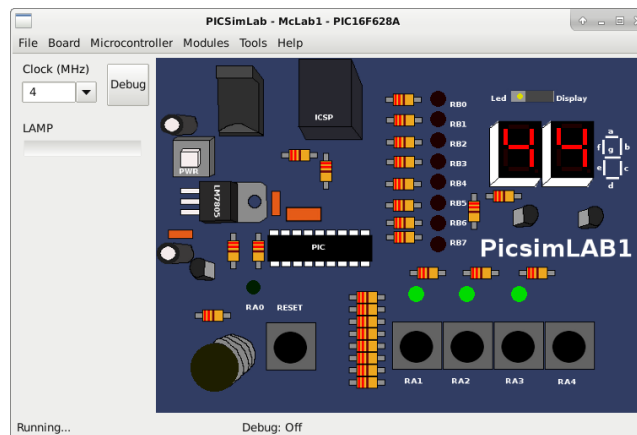 PICSimLab - McLab1 - PIC16F628A
File Board Microcontroller Modules Tools Help
Clock (MHz)
4
Debug
LAMP
PWR
ICSP
LM7805
PIC
RB0
RB1
RB2
RB3
RB4
RB5
RB6
RB7
Led
Display
44
a
f g b
e c
d
PicsimLAB1
RA0
RESET
RA1
RA2
RA3
RA4
Running...
Debug: Off